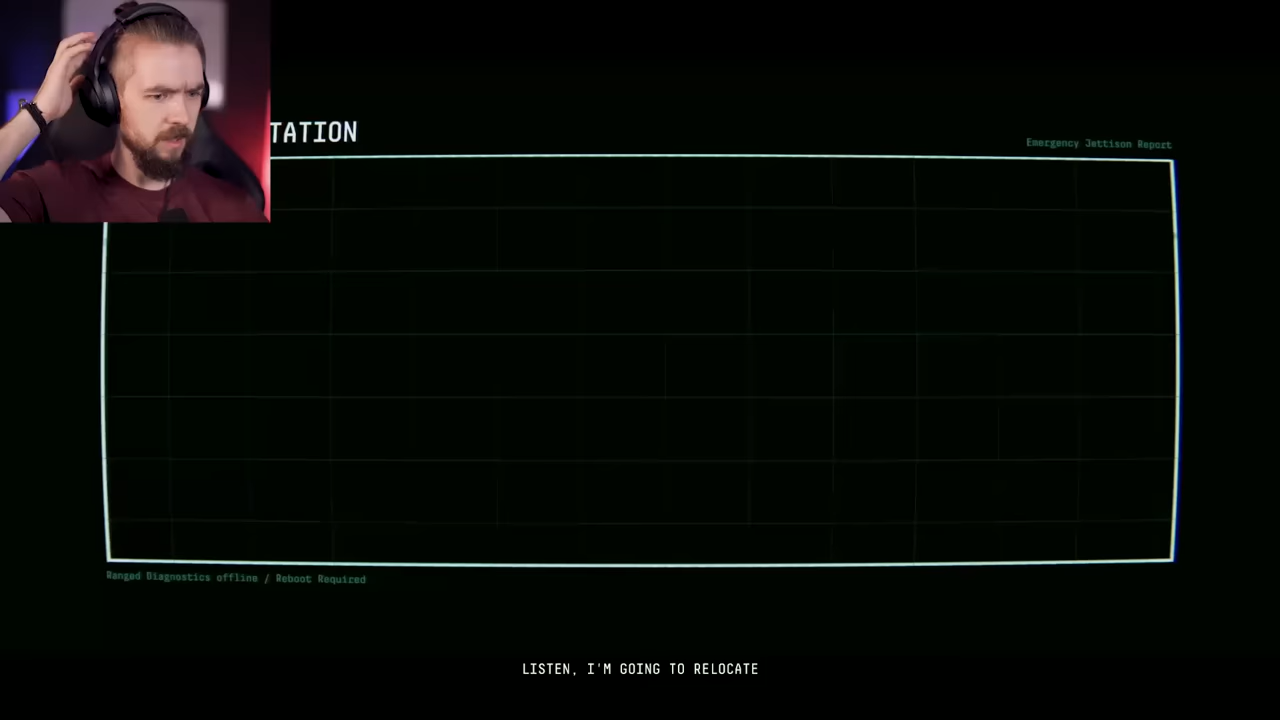 TATION
Emergency Jettison Report
Ranged Diagnostics offline / Reboot Required
LISTEN, I'M GOING TO RELOCATE